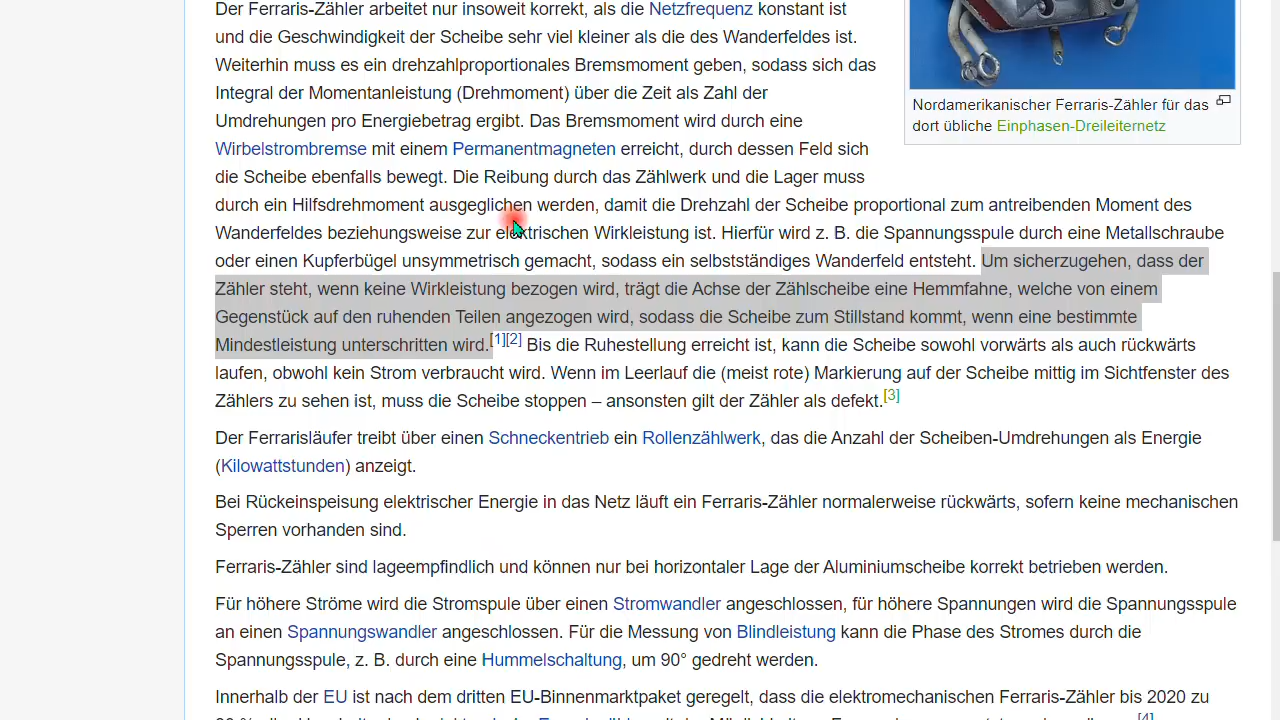 Der Ferraris-Zähler arbeitet nur insoweit korrekt, als die Netzfrequenz konstant ist
und die Geschwindigkeit der Scheibe sehr viel kleiner als die des Wanderfeldes ist.
Weiterhin muss es ein drehzahlproportionales Bremsmoment geben, sodass sich das
Integral der Momentanleistung (Drehmoment) über die Zeit als Zahl der
Umdrehungen pro Energiebetrag ergibt. Das Bremsmoment wird durch eine
Wirbelstrombremse mit einem Permanentmagneten erreicht, durch dessen Feld sich
die Scheibe ebenfalls bewegt. Die Reibung durch das Zählwerk und die Lager muss
durch ein Hilfsdrehmoment ausgeglichen werden, damit die Drehzahl der Scheibe proportional zum antreibenden Moment des
Wanderfeldes beziehungsweise zur elektrischen Wirkleistung ist. Hierfür wird z. B. die Spannungsspule durch eine Metallschraube
oder einen Kupferbügel unsymmetrisch gemacht, sodass ein selbstständiges Wanderfeld entsteht. Um sicherzugehen, dass der
Zähler steht, wenn keine Wirkleistung bezogen wird, trägt die Achse der Zählscheibe eine Hemmfahne, welche von einem
Gegenstück auf den ruhenden Teilen angezogen wird, sodass die Scheibe zum Stillstand kommt, wenn eine bestimmte
Mindestleistung unterschritten wird.[1][2] Bis die Ruhestellung erreicht ist, kann die Scheibe sowohl vorwärts als auch rückwärts
laufen, obwohl kein Strom verbraucht wird. Wenn im Leerlauf die (meist rote) Markierung auf der Scheibe mittig im Sichtfenster des
Zählers zu sehen ist, muss die Scheibe stoppen – ansonsten gilt der Zähler als defekt.[3]
Der Ferrarisläufer treibt über einen Schneckentrieb ein Rollenzählwerk, das die Anzahl der Scheiben-Umdrehungen als Energie
(Kilowattstunden) anzeigt.
Bei Rückeinspeisung elektrischer Energie in das Netz läuft ein Ferraris-Zähler normalerweise rückwärts, sofern keine mechanischen
Sperren vorhanden sind.
Ferraris-Zähler sind lageempfindlich und können nur bei horizontaler Lage der Aluminiumscheibe korrekt betrieben werden.
Für höhere Ströme wird die Stromspule über einen Stromwandler angeschlossen, für höhere Spannungen wird die Spannungsspule
an einen Spannungswandler angeschlossen. Für die Messung von Blindleistung kann die Phase des Stromes durch die
Spannungsspule, z. B. durch eine Hummelschaltung, um 90° gedreht werden.
Innerhalb der EU ist nach dem dritten EU-Binnenmarktpaket geregelt, dass die elektromechanischen Ferraris-Zähler bis 2020 zu
[4]
Nordamerikanischer Ferraris-Zähler für das
dort übliche Einphasen-Dreileiternetz